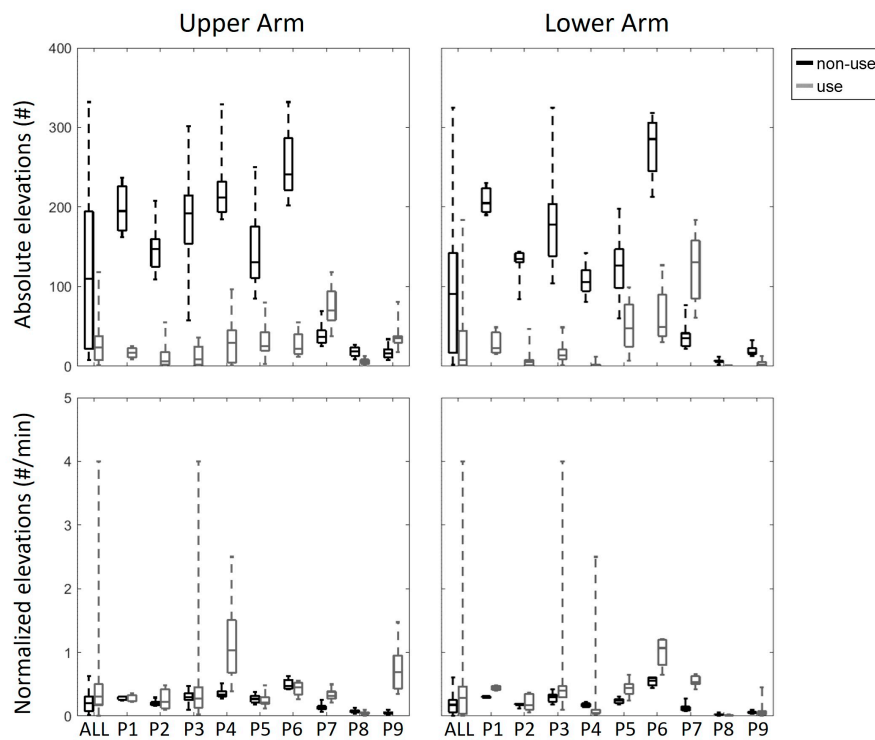 Upper Arm
Lower Arm
Absolute elevations (#)
400
300
200
100
0
non-use
use
Normalized elevations (#/min)
5
4
3
2
1
0
ALL P1 P2 P3 P4 P5 P6 P7 P8 P9
ALL P1 P2 P3 P4 P5 P6 P7 P8 P9